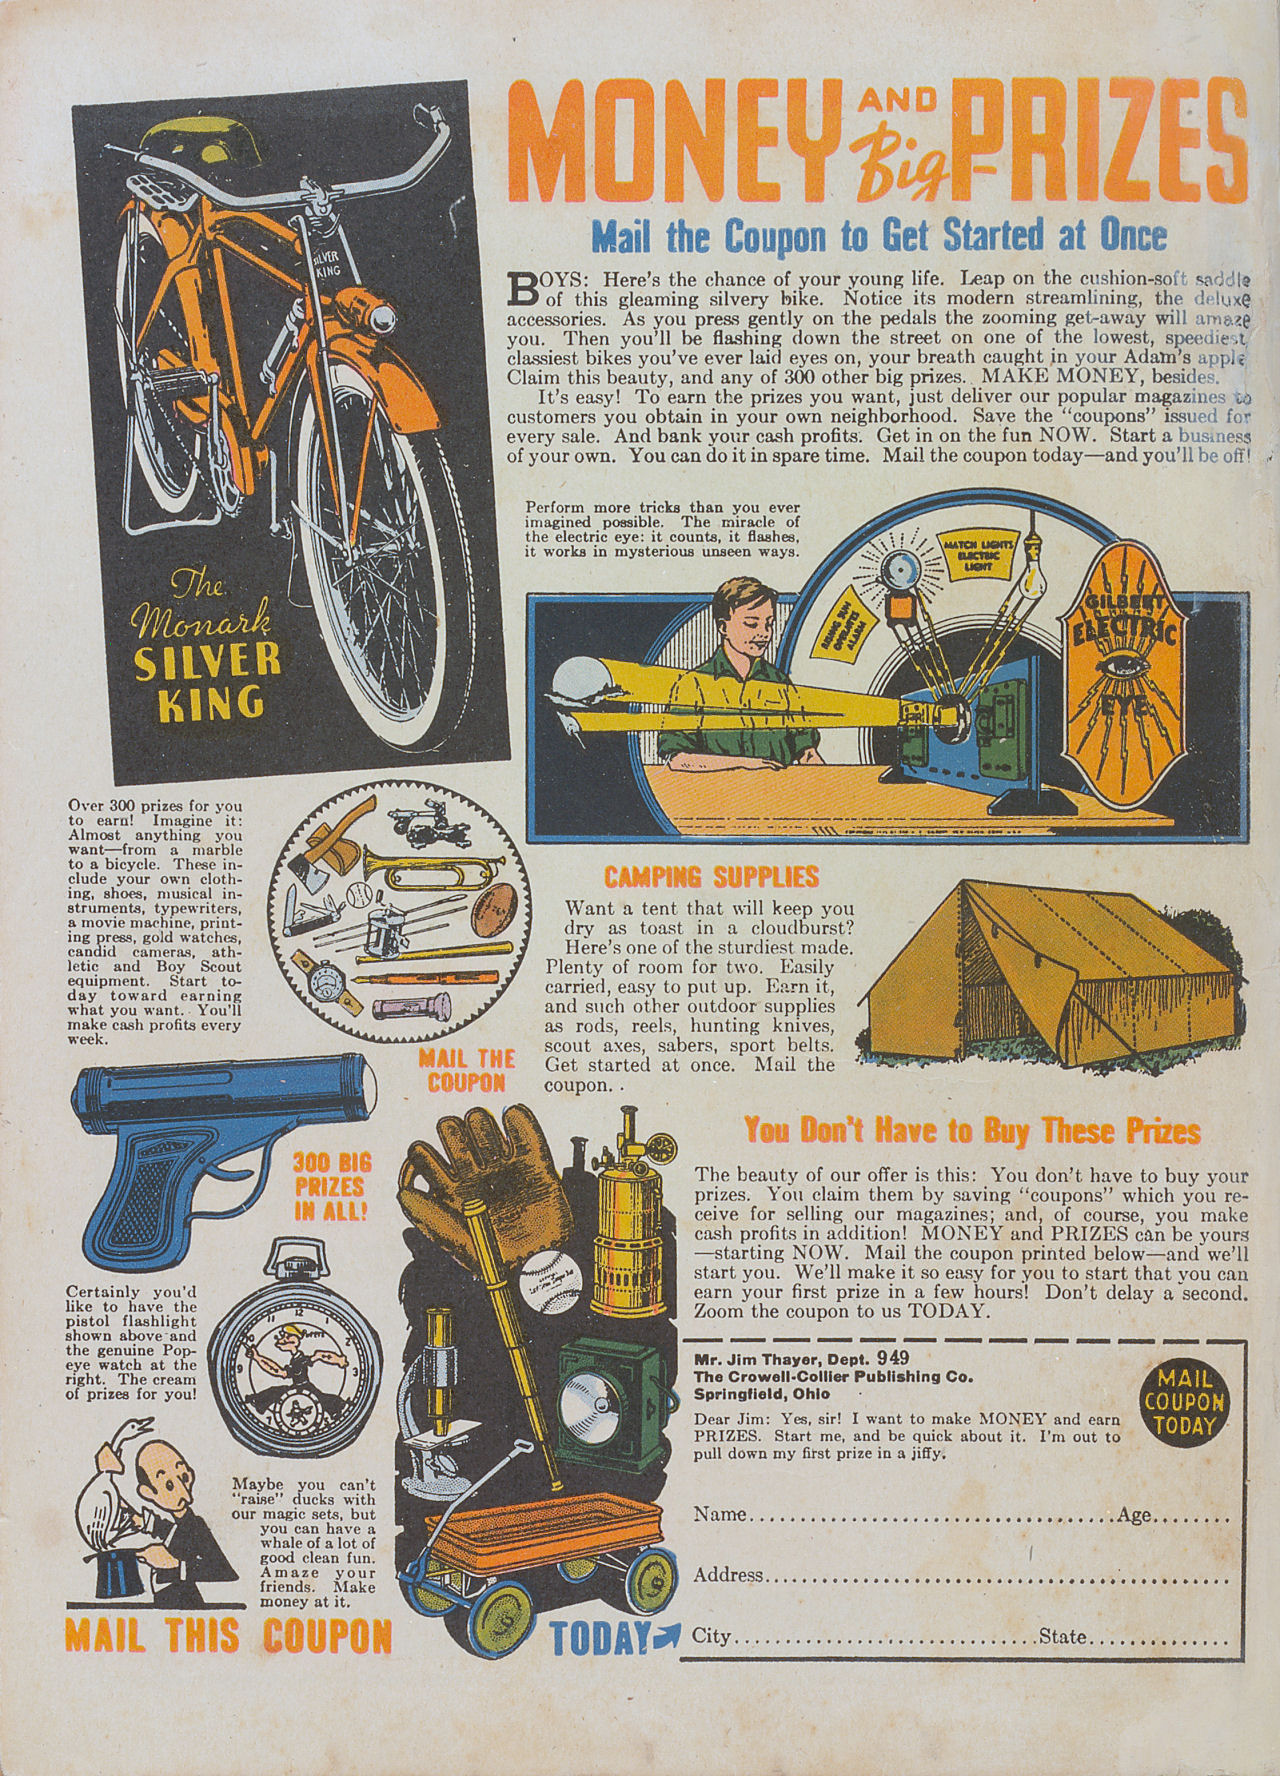 MONEY AND Big PRIZES
Mail the Coupon to Get Started at Once
BOYS: Here's the chance of your young life. Leap on the cushion-soft saddle
of this gleaming silvery bike. Notice its modern streamlining, the deluxe
accessories. As you press gently on the pedals the zooming get-away will amaze
you. Then you'll be flashing down the street on one of the lowest, speediest,
classiest bikes you've ever laid eyes on, your breath caught in your Adam's apple
Claim this beauty, and any of 300 other big prizes. MAKE MONEY, besides.
It's easy! To earn the prizes you want, just deliver our popular magazines to
customers you obtain in your own neighborhood. Save the "coupons" issued for
every sale. And bank your cash profits. Get in on the fun NOW. Start a business
of your own. You can do it in spare time. Mail the coupon today—and you'll be off!
SILVER
KING
The
Monark
SILVER
KING
Perform more tricks than you ever
imagined possible. The miracle of
the electric eye: it counts, it flashes,
it works in mysterious unseen ways.
MATCH LIGHTS
ELECTRIC
LIGHT
RISING SUN
OPERATES
ALARM
GILBERT
ELECTRIC
EYE
Over 300 prizes for you
to earn! Imagine it:
Almost anything you
want—from a marble
to a bicycle. These in-
clude your own cloth-
ing, shoes, musical in-
struments, typewriters,
a movie machine, print-
ing press, gold watches,
candid cameras, ath-
letic and Boy Scout
equipment. Start to-
day toward earning
what you want. You'll
make cash profits every
week.
MAIL THE
COUPON
CAMPING SUPPLIES
Want a tent that will keep you
dry as toast in a cloudburst?
Here's one of the sturdiest made.
Plenty of room for two. Easily
carried, easy to put up. Earn it,
and such other outdoor supplies
as rods, reels, hunting knives,
scout axes, sabers, sport belts.
Get started at once. Mail the
coupon.
300 BIG
PRIZES
IN ALL!
Certainly you'd
like to have the
pistol flashlight
shown above and
the genuine Pop-
eye watch at the
right. The cream
of prizes for you!
POPEYE
Maybe you can't
"raise" ducks with
our magic sets, but
you can have a
whale of a lot of
good clean fun.
Amaze your
friends. Make
money at it.
MAIL THIS COUPON
TODAY
You Don't Have to Buy These Prizes
The beauty of our offer is this: You don't have to buy your
prizes. You claim them by saving "coupons" which you re-
ceive for selling our magazines; and, of course, you make
cash profits in addition! MONEY and PRIZES can be yours
—starting NOW. Mail the coupon printed below—and we'll
start you. We'll make it so easy for you to start that you can
earn your first prize in a few hours! Don't delay a second.
Zoom the coupon to us TODAY.
Mr. Jim Thayer, Dept. 949
The Crowell-Collier Publishing Co.
Springfield, Ohio
MAIL
COUPON
TODAY
Dear Jim: Yes, sir! I want to make MONEY and earn
PRIZES. Start me, and be quick about it. I'm out to
pull down my first prize in a jiffy.
Name.....................................Age........
Address...............................................
City...............................State..............